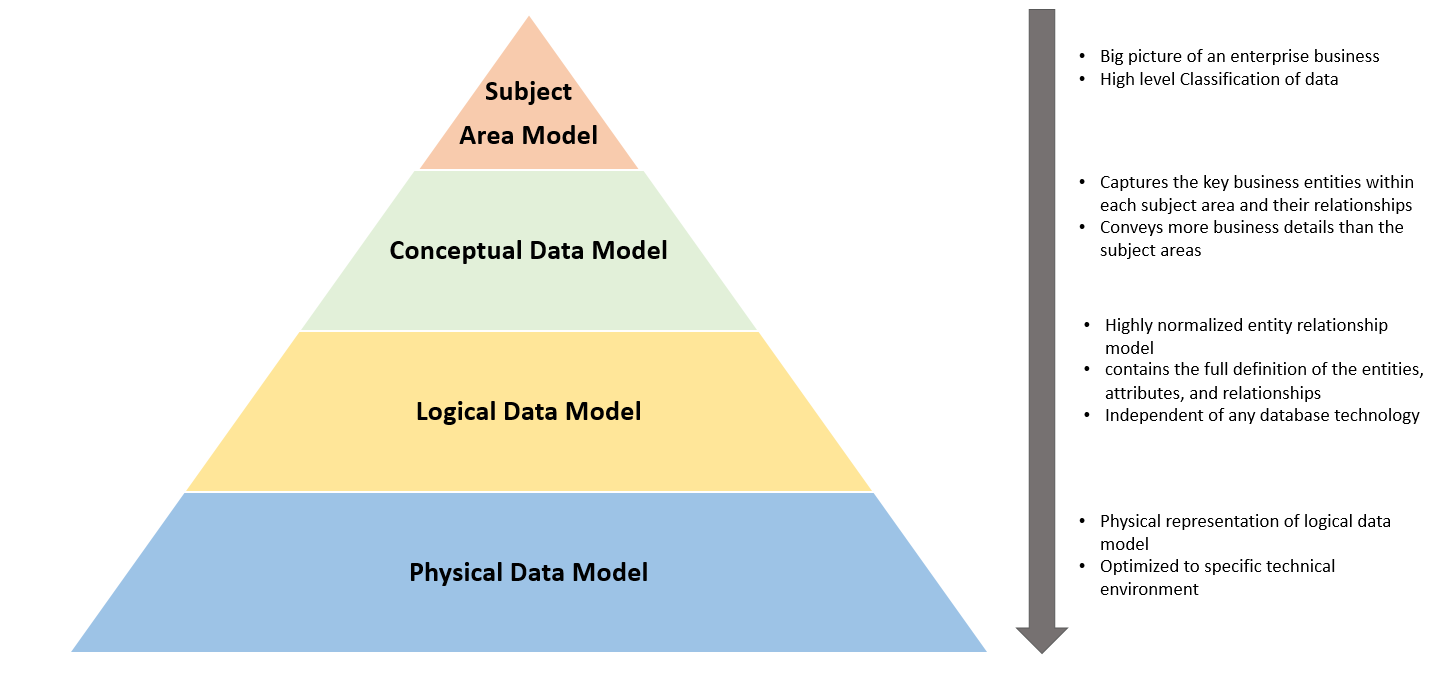 Subject
Area Model
Conceptual Data Model
Logical Data Model
Physical Data Model
• Big picture of an enterprise business
• High level Classification of data
• Captures the key business entities within
each subject area and their relationships
• Conveys more business details than the
subject areas
• Highly normalized entity relationship
model
• contains the full definition of the entities,
attributes, and relationships
• Independent of any database technology
• Physical representation of logical data
model
• Optimized to specific technical
environment